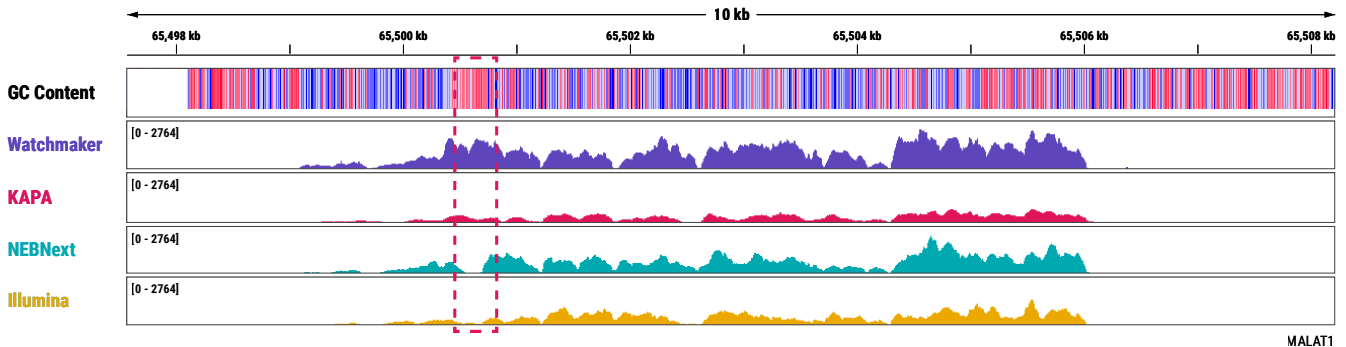 10 kb
65,498 kb 65,500 kb 65,502 kb 65,504 kb 65,506 kb 65,508 kb
GC Content
Watchmaker [0 - 2764]
KAPA [0 - 2764]
NEBNext [0 - 2764]
Illumina [0 - 2764]
MALAT1